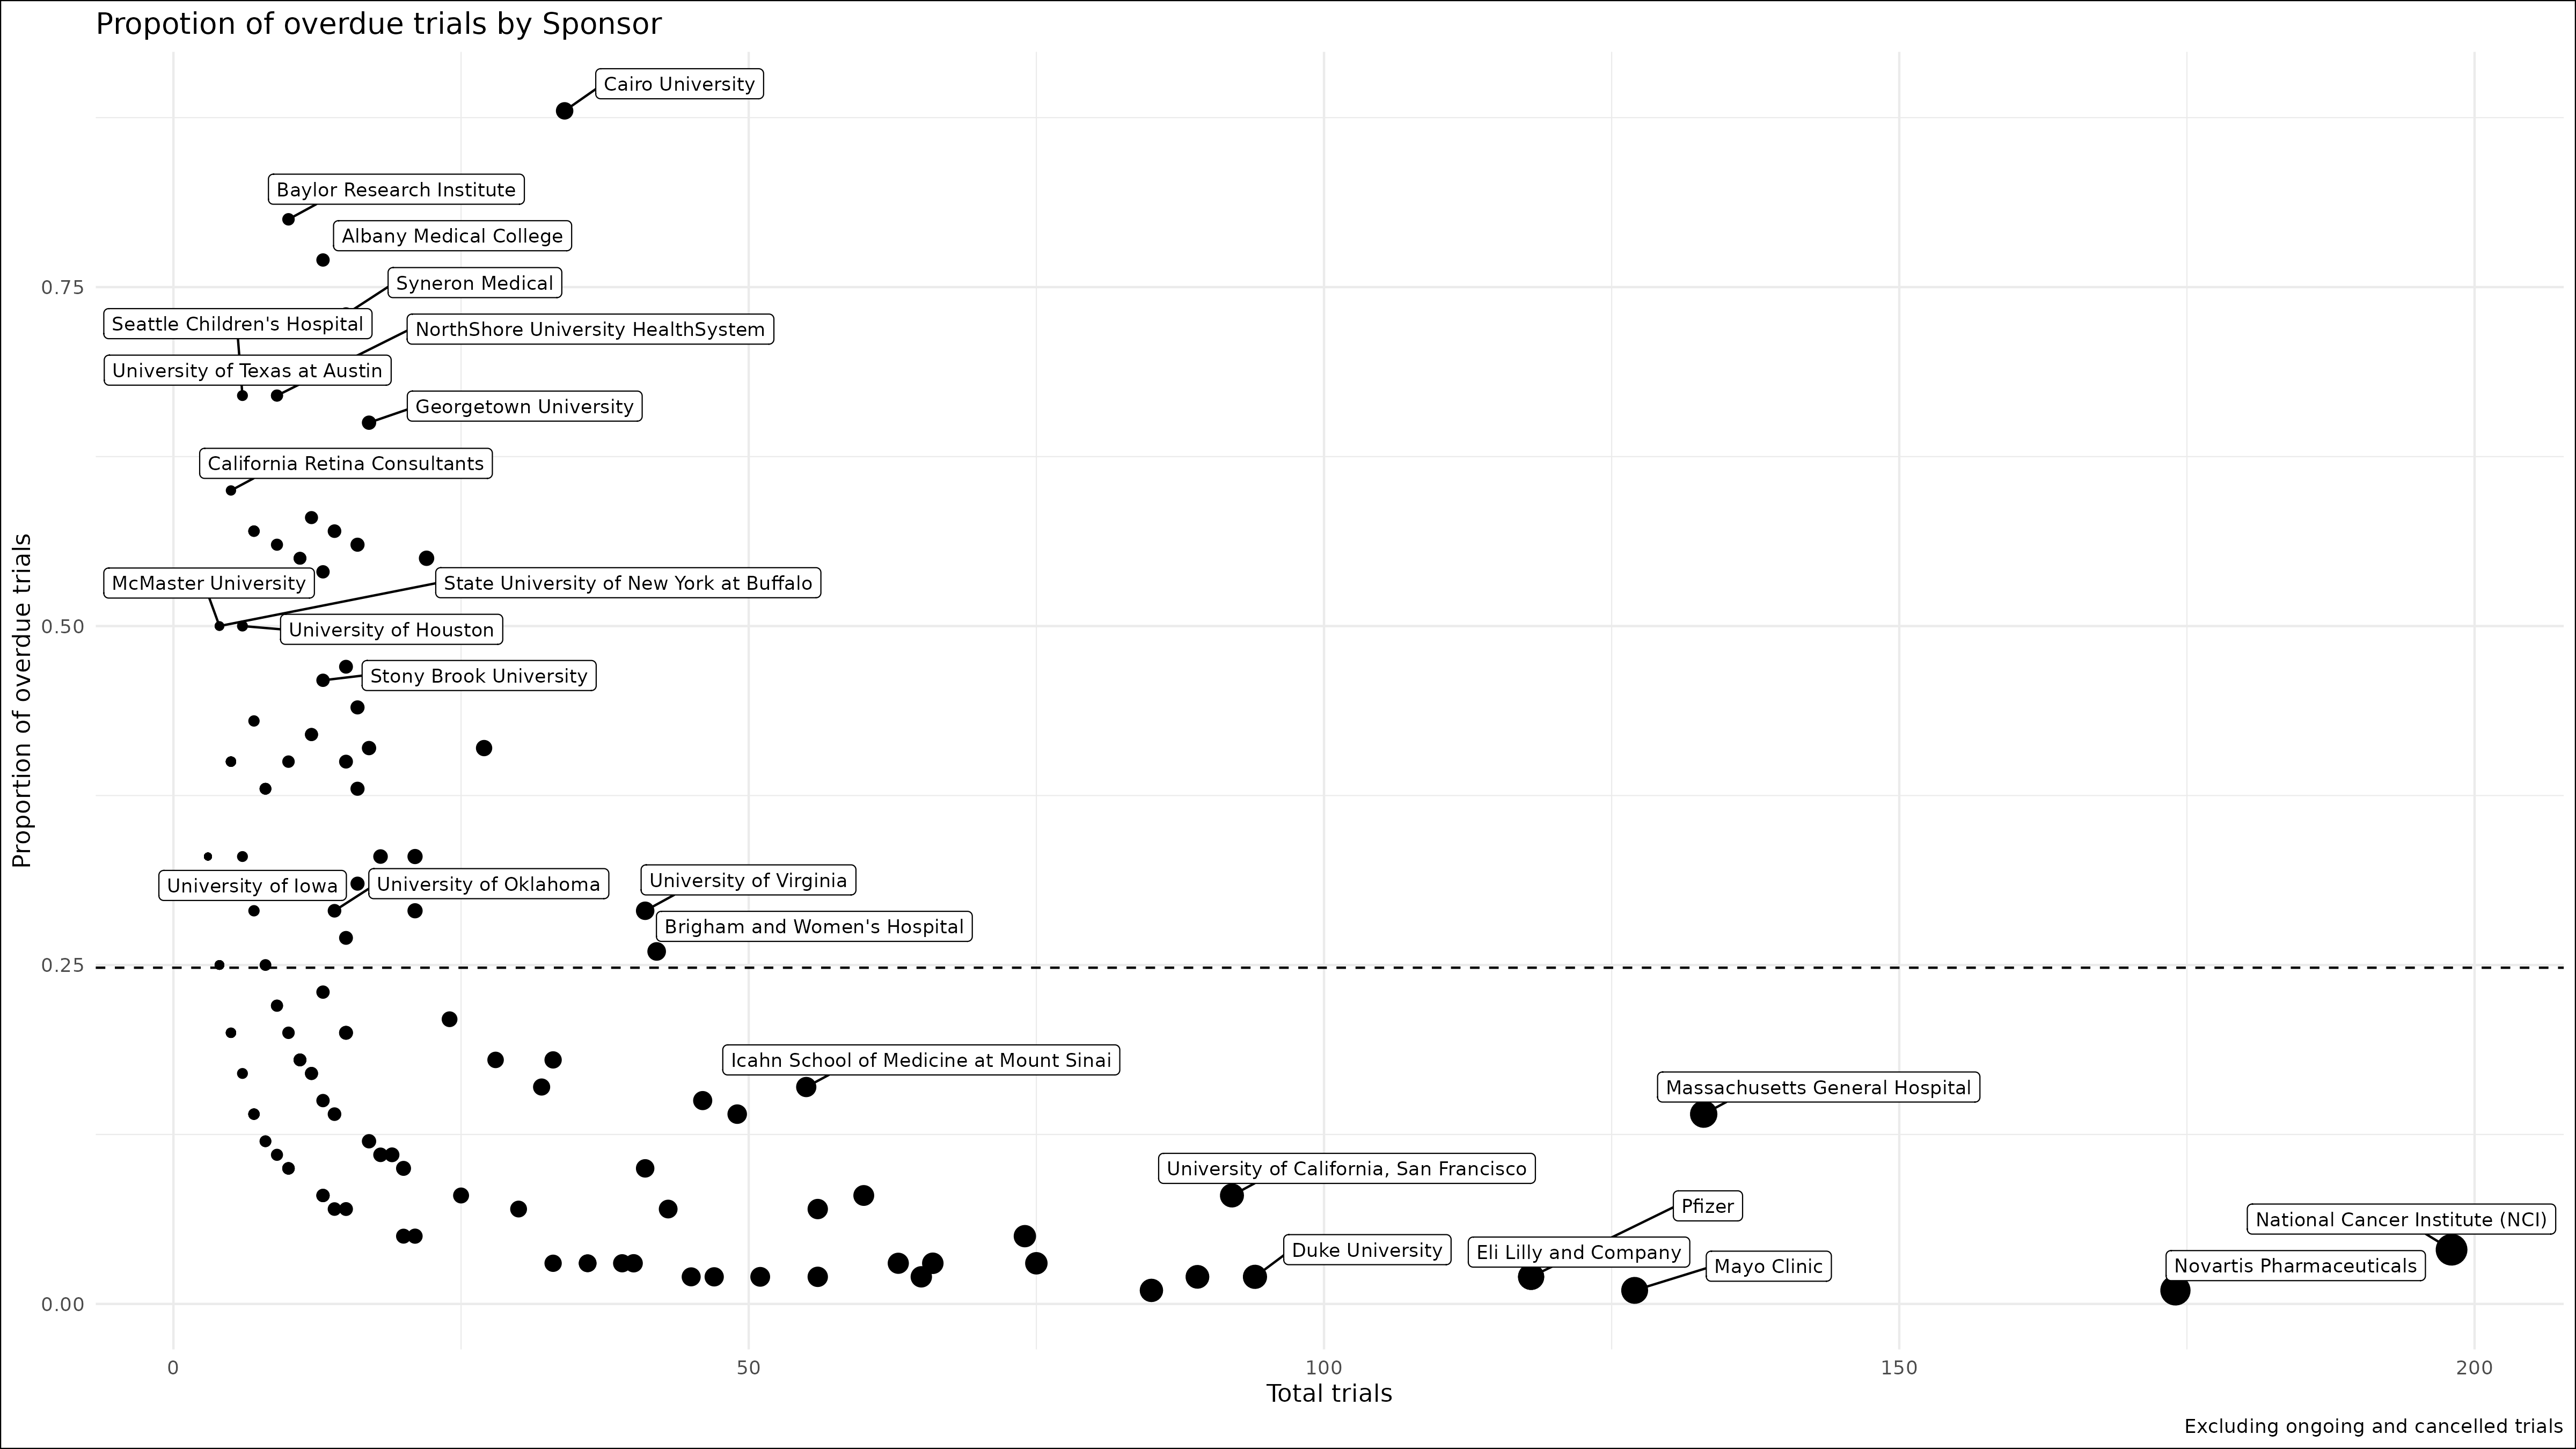 Propotion of overdue trials by Sponsor
Cairo University
Baylor Research Institute
Albany Medical College
Syneron Medical
Seattle Children's Hospital
NorthShore University HealthSystem
University of Texas at Austin
Georgetown University
California Retina Consultants
McMaster University
State University of New York at Buffalo
University of Houston
Stony Brook University
University of Iowa
University of Oklahoma
University of Virginia
Brigham and Women's Hospital
Icahn School of Medicine at Mount Sinai
Massachusetts General Hospital
University of California, San Francisco
Pfizer
National Cancer Institute (NCI)
Duke University
Eli Lilly and Company
Mayo Clinic
Novartis Pharmaceuticals
0.75
0.50
0.25
0.00
Proportion of overdue trials
0
50
100
150
200
Total trials
Excluding ongoing and cancelled trials